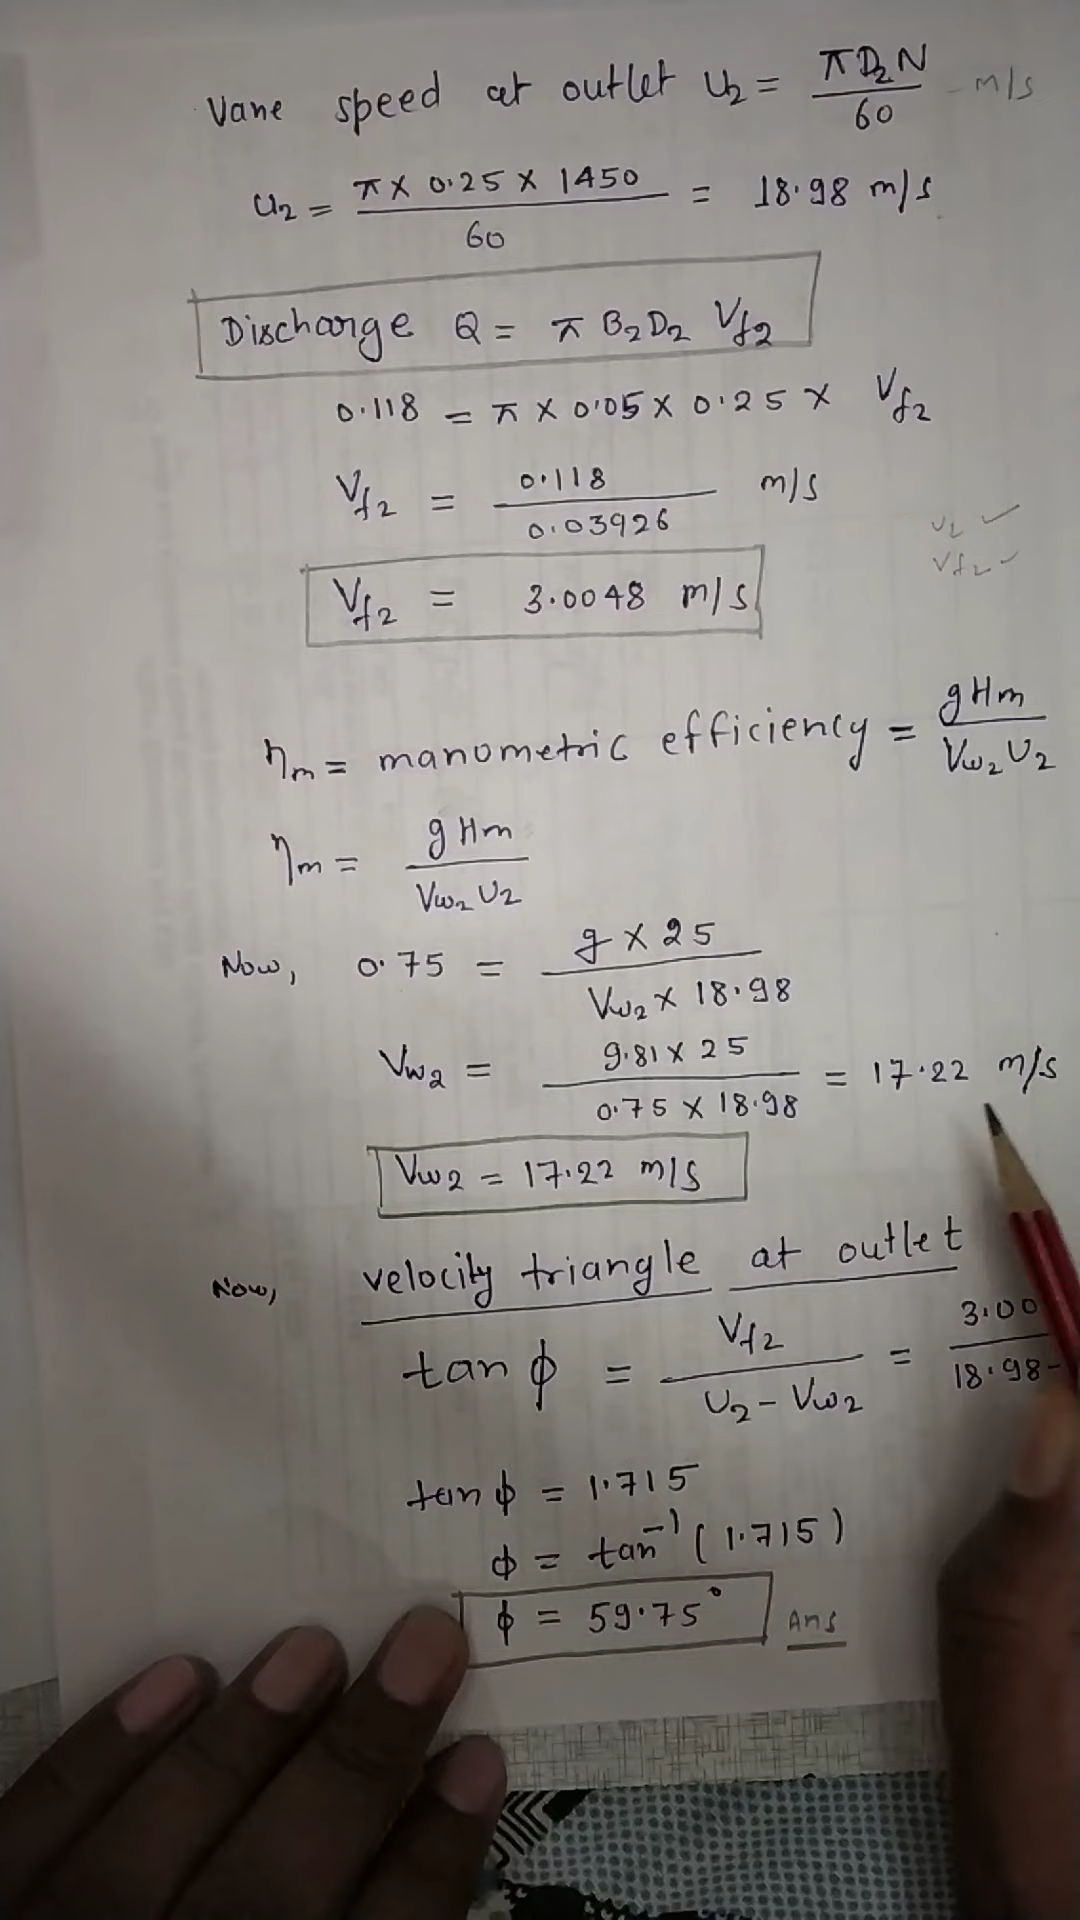 Vane speed at outlet U₂ = πD₂N / 60 m/s
U₂ = π × 0.25 × 1450 / 60 = 18.98 m/s
Discharge Q = π B₂D₂ Vf₂
0.118 = π × 0.05 × 0.25 × Vf₂
Vf₂ = 0.118 / 0.03926 m/s
U₂ ✓
Vf₂ ✓
Vf₂ = 3.0048 m/s
ηm = manometric efficiency = gHm / Vw₂ U₂
ηm = gHm / Vw₂ U₂
Now, 0.75 = g × 25 / Vw₂ × 18.98
Vw₂ = 9.81 × 25 / 0.75 × 18.98 = 17.22 m/s
Vw₂ = 17.22 m/s
Now, velocity triangle at outlet
tan ϕ = Vf₂ / U₂ - Vw₂ = 3.00 / 18.98 -
tan ϕ = 1.715
ϕ = tan⁻¹ (1.715)
ϕ = 59.75° Ans